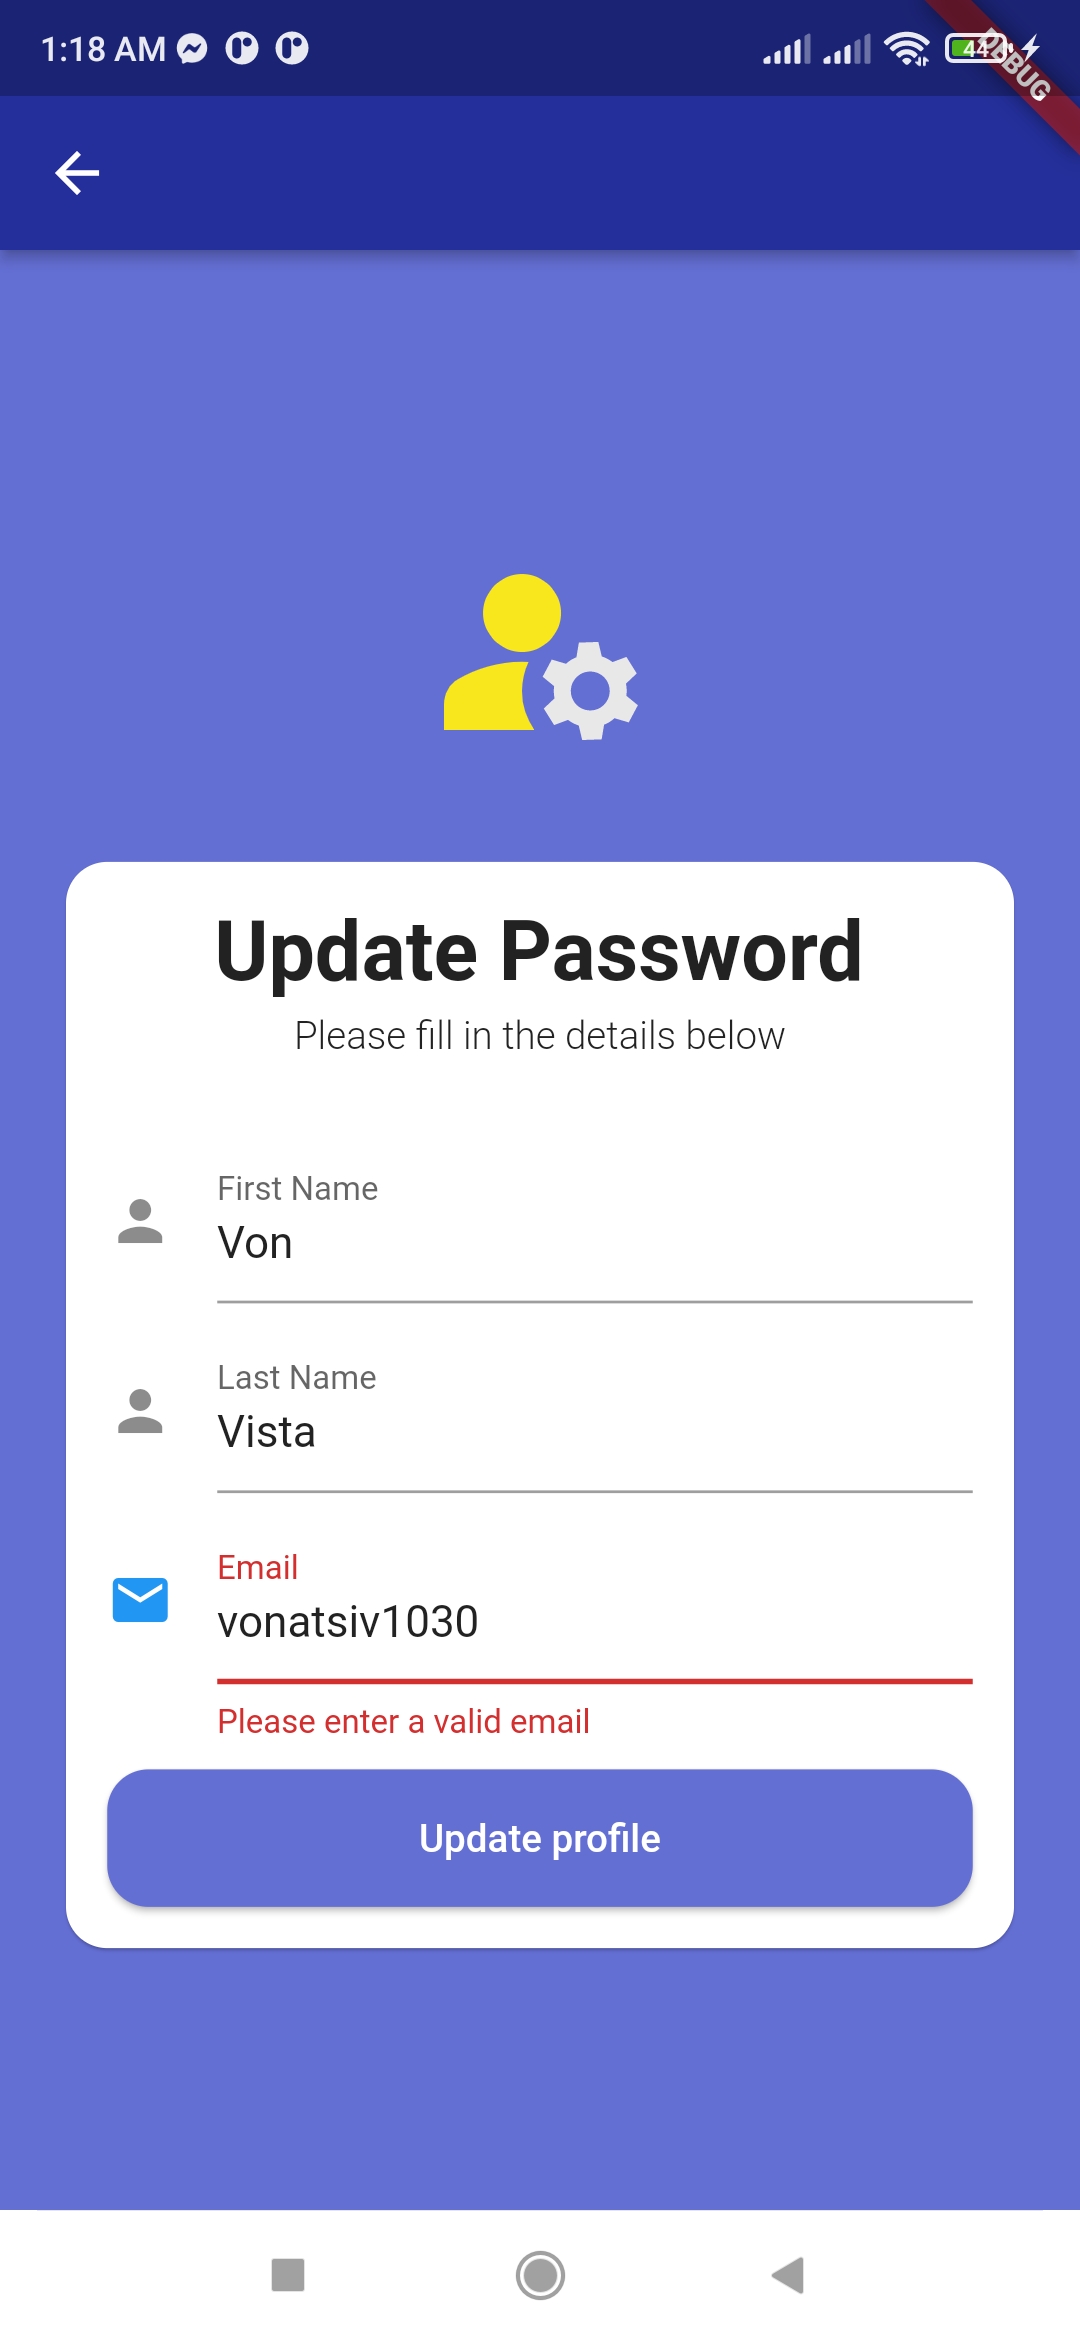 1:18 AM
44
DEBUG
Update Password
Please fill in the details below
First Name
Von
Last Name
Vista
Email
vonatsiv1030
Please enter a valid email
Update profile